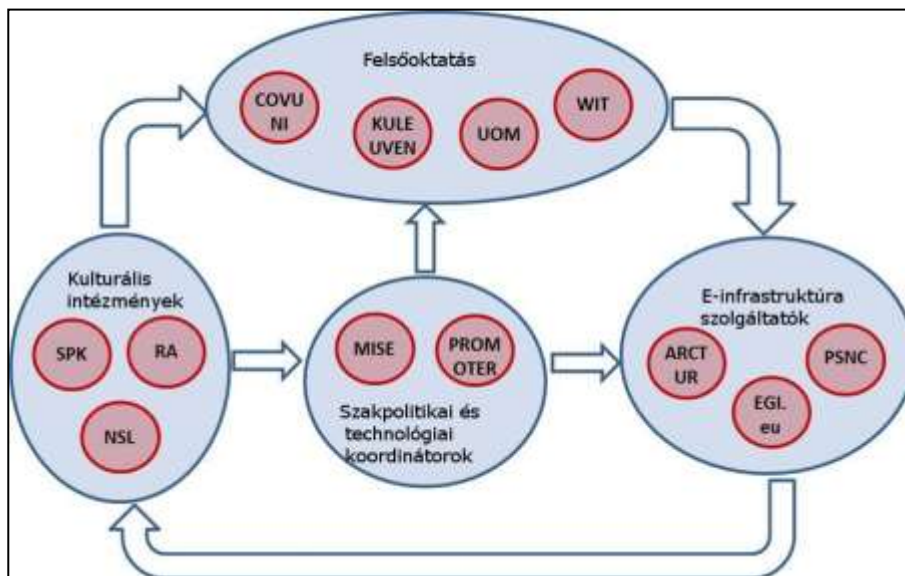 Felsőoktatás
COVU
NI
KULE
UVEN
UOM
WIT
Kulturális
intézmények
SPK
RA
NSL
MISE
PROM
OTER
Szakpolitikai és
technológiai
koordinátorok
E-infrastruktúra
szolgáltatók
ARCT
UR
PSNC
EGI.
eu